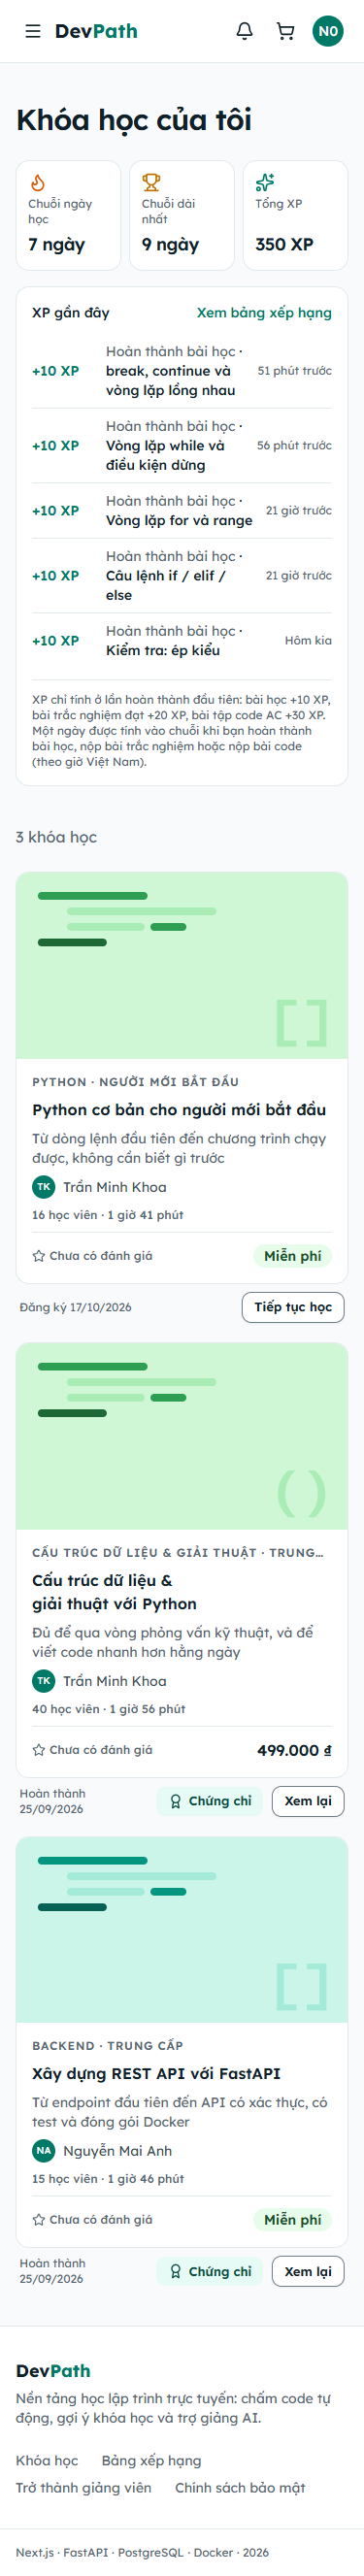 DevPath
N0
Khóa học của tôi
Chuỗi ngày
học
7 ngày
Chuỗi dài
nhất
9 ngày
Tổng XP
350 XP
XP gần đây
Xem bảng xếp hạng
+10 XP
Hoàn thành bài học ·
break, continue và
vòng lặp lồng nhau
51 phút trước
+10 XP
Hoàn thành bài học ·
Vòng lặp while và
điều kiện dừng
56 phút trước
+10 XP
Hoàn thành bài học ·
Vòng lặp for và range
21 giờ trước
+10 XP
Hoàn thành bài học ·
Câu lệnh if / elif /
else
21 giờ trước
+10 XP
Hoàn thành bài học ·
Kiểm tra: ép kiểu
Hôm kia
XP chỉ tính ở lần hoàn thành đầu tiên: bài học +10 XP,
bài trắc nghiệm đạt +20 XP, bài tập code AC +30 XP.
Một ngày được tính vào chuỗi khi bạn hoàn thành
bài học, nộp bài trắc nghiệm hoặc nộp bài code
(theo giờ Việt Nam).
3 khóa học
[ ]
PYTHON · NGƯỜI MỚI BẮT ĐẦU
Python cơ bản cho người mới bắt đầu
Từ dòng lệnh đầu tiên đến chương trình chạy
được, không cần biết gì trước
TK
Trần Minh Khoa
16 học viên · 1 giờ 41 phút
Chưa có đánh giá
Miễn phí
Đăng ký 17/10/2026
Tiếp tục học
( )
CẤU TRÚC DỮ LIỆU & GIẢI THUẬT · TRUNG...
Cấu trúc dữ liệu &
giải thuật với Python
Đủ để qua vòng phỏng vấn kỹ thuật, và để
viết code nhanh hơn hằng ngày
TK
Trần Minh Khoa
40 học viên · 1 giờ 56 phút
Chưa có đánh giá
499.000 ₫
Hoàn thành
25/09/2026
Chứng chỉ
Xem lại
[ ]
BACKEND · TRUNG CẤP
Xây dựng REST API với FastAPI
Từ endpoint đầu tiên đến API có xác thực, có
test và đóng gói Docker
NA
Nguyễn Mai Anh
15 học viên · 1 giờ 46 phút
Chưa có đánh giá
Miễn phí
Hoàn thành
25/09/2026
Chứng chỉ
Xem lại
DevPath
Nền tảng học lập trình trực tuyến: chấm code tự
động, gợi ý khóa học và trợ giảng AI.
Khóa học
Bảng xếp hạng
Trở thành giảng viên
Chính sách bảo mật
Next.js · FastAPI · PostgreSQL · Docker · 2026